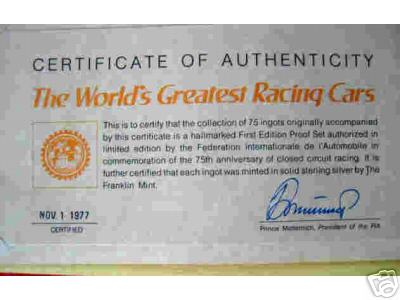 CERTIFICATE OF AUTHENTICITY
The World's Greatest Racing Cars
This is to certify that the collection of 75 ingots originally accompanied
by this certificate is a hallmarked First Edition Proof Set authorized in
limited edition by the Federation Internationale de l'Automobile in
commemoration of the 75th anniversary of closed circuit racing. It is
further certified that each ingot was minted in solid sterling silver by The
Franklin Mint.
NOV. 1 1977
CERTIFIED
Prince Metternich, President of the FIA
ebY